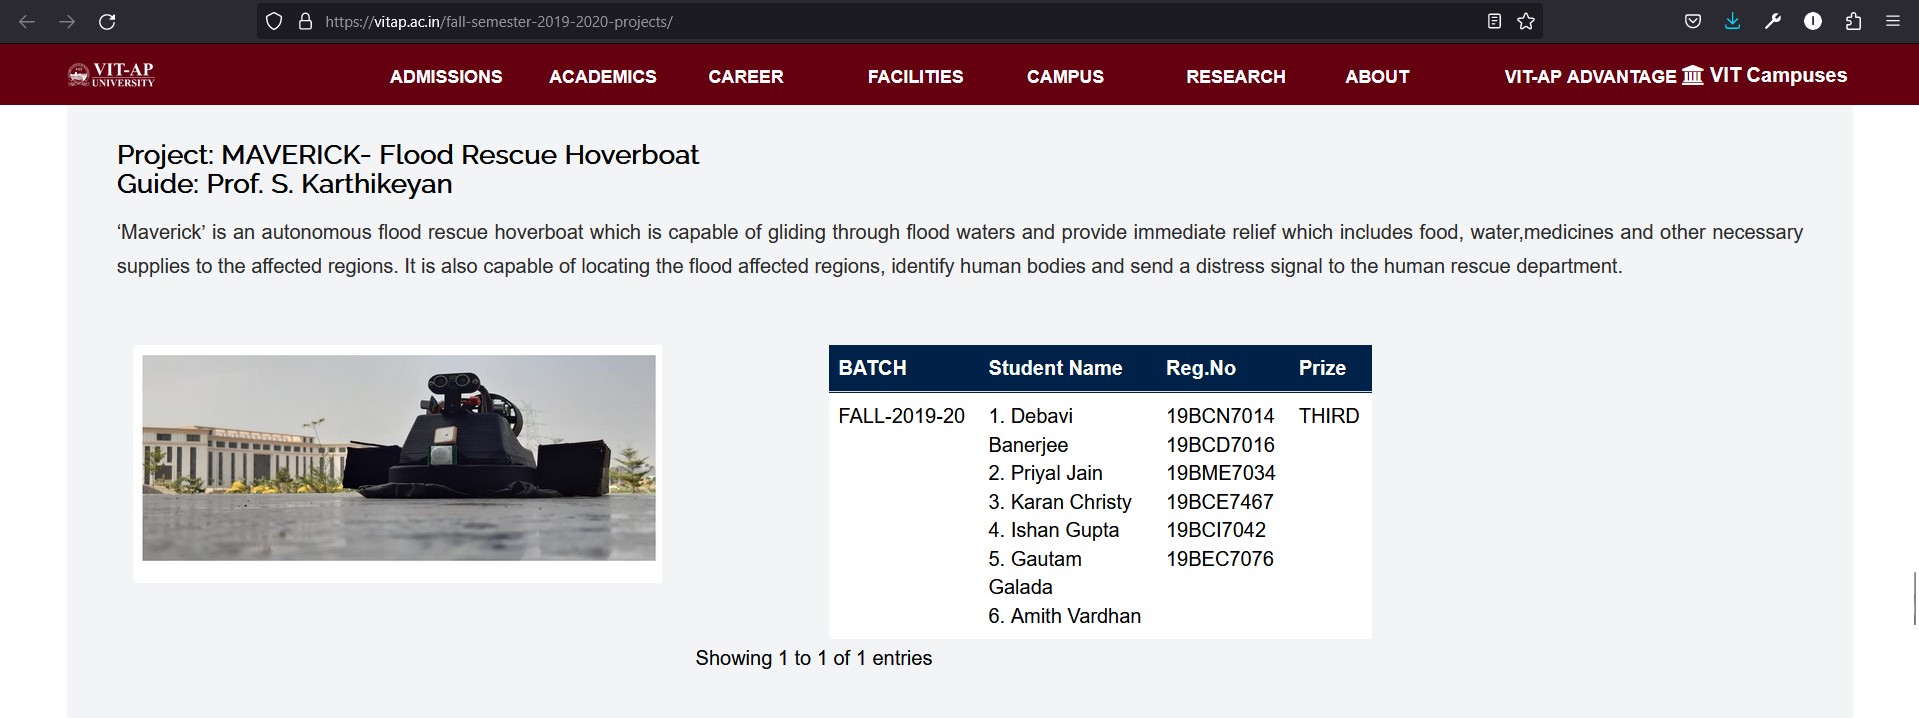 https://vitap.ac.in/fall-semester-2019-2020-projects/
VIT-AP
UNIVERSITY
ADMISSIONS ACADEMICS CAREER FACILITIES CAMPUS RESEARCH ABOUT VIT-AP ADVANTAGE VIT Campuses
Project: MAVERICK- Flood Rescue Hoverboat
Guide: Prof. S. Karthikeyan
‘Maverick’ is an autonomous flood rescue hoverboat which is capable of gliding through flood waters and provide immediate relief which includes food, water,medicines and other necessary
supplies to the affected regions. It is also capable of locating the flood affected regions, identify human bodies and send a distress signal to the human rescue department.
BATCH Student Name Reg.No Prize
FALL-2019-20 1. Debavi 19BCN7014 THIRD
Banerjee 19BCD7016
2. Priyal Jain 19BME7034
3. Karan Christy 19BCE7467
4. Ishan Gupta 19BCI7042
5. Gautam 19BEC7076
Galada
6. Amith Vardhan
Showing 1 to 1 of 1 entries